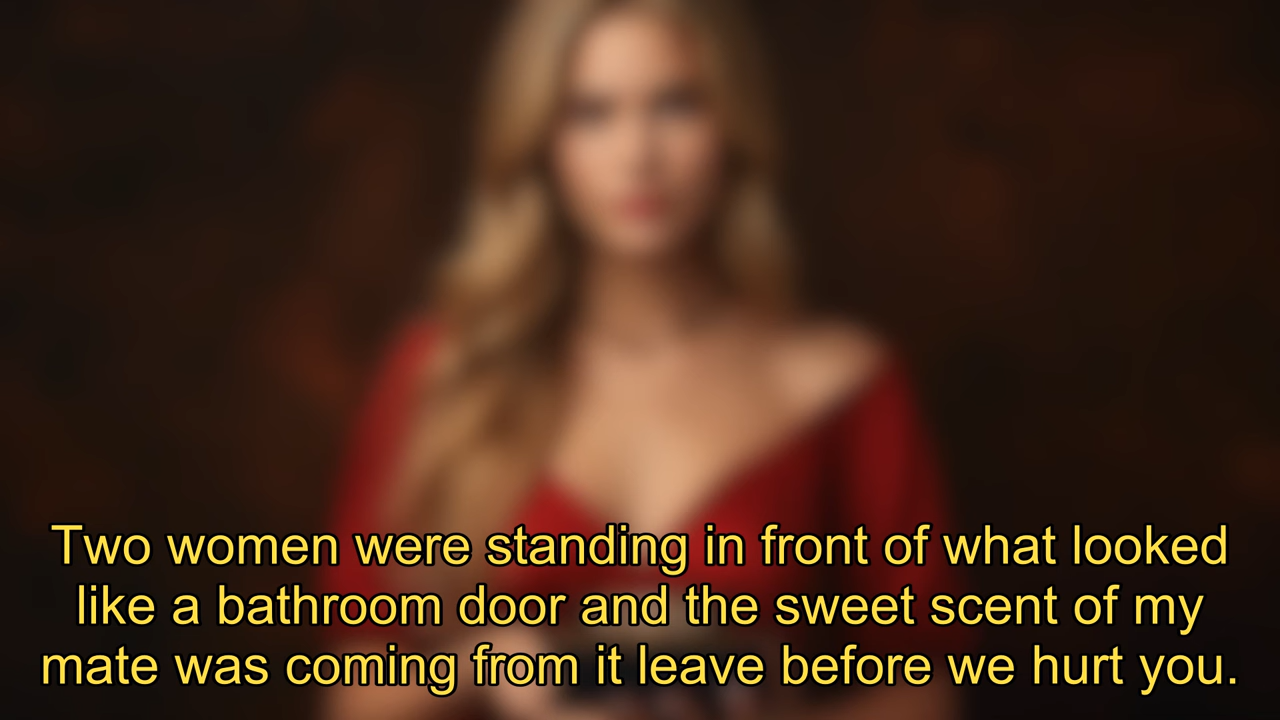 Two women were standing in front of what looked
like a bathroom door and the sweet scent of my
mate was coming from it leave before we hurt you.